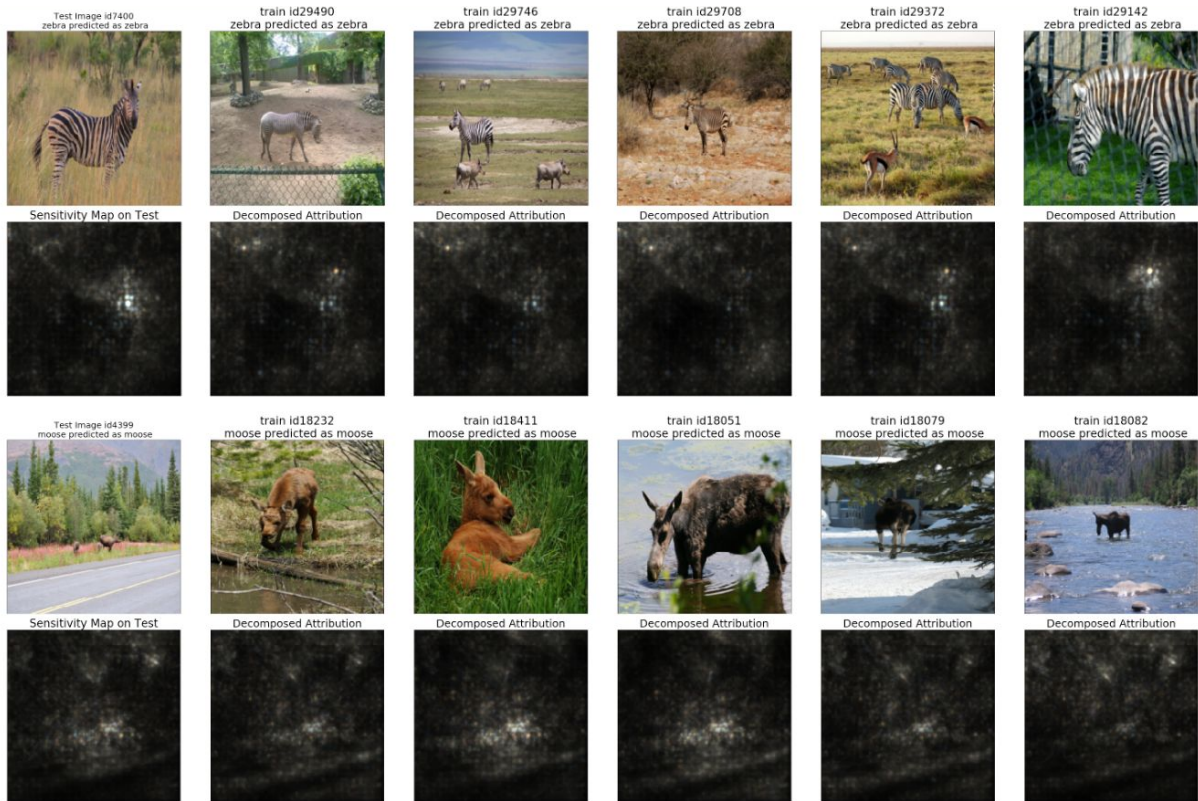 Test Image id7400
zebra predicted as zebra
train id29490
zebra predicted as zebra
train id29746
zebra predicted as zebra
train id29708
zebra predicted as zebra
train id29372
zebra predicted as zebra
train id29142
zebra predicted as zebra
Sensitivity Map on Test
Decomposed Attribution
Decomposed Attribution
Decomposed Attribution
Decomposed Attribution
Decomposed Attribution
Test Image id4399
moose predicted as moose
train id18232
moose predicted as moose
train id18411
moose predicted as moose
train id18051
moose predicted as moose
train id18079
moose predicted as moose
train id18082
moose predicted as moose
Sensitivity Map on Test
Decomposed Attribution
Decomposed Attribution
Decomposed Attribution
Decomposed Attribution
Decomposed Attribution